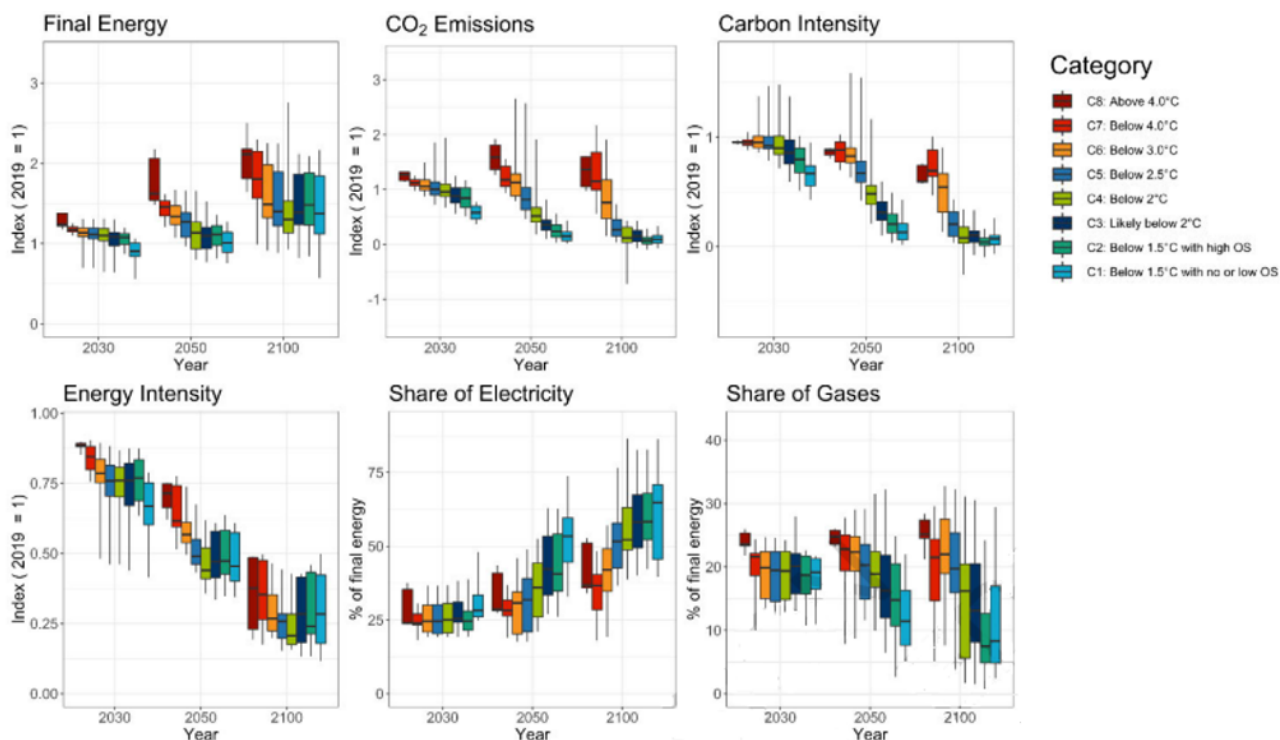 Final Energy
Index ( 2019 = 1)
3
2
1
0
2030
2050
2100
Year
CO₂ Emissions
Index ( 2019 = 1)
3
2
1
0
-1
2030
2050
2100
Year
Carbon Intensity
Index ( 2019 = 1)
1
0
2030
2050
2100
Year
Category
C8: Above 4.0°C
C7: Below 4.0°C
C6: Below 3.0°C
C5: Below 2.5°C
C4: Below 2°C
C3: Likely below 2°C
C2: Below 1.5°C with high OS
C1: Below 1.5°C with no or low OS
Energy Intensity
Index ( 2019 = 1)
1.00
0.75
0.50
0.25
0.00
2030
2050
2100
Year
Share of Electricity
% of final energy
75
50
25
0
2030
2050
2100
Year
Share of Gases
% of final energy
40
30
20
10
0
2030
2050
2100
Year